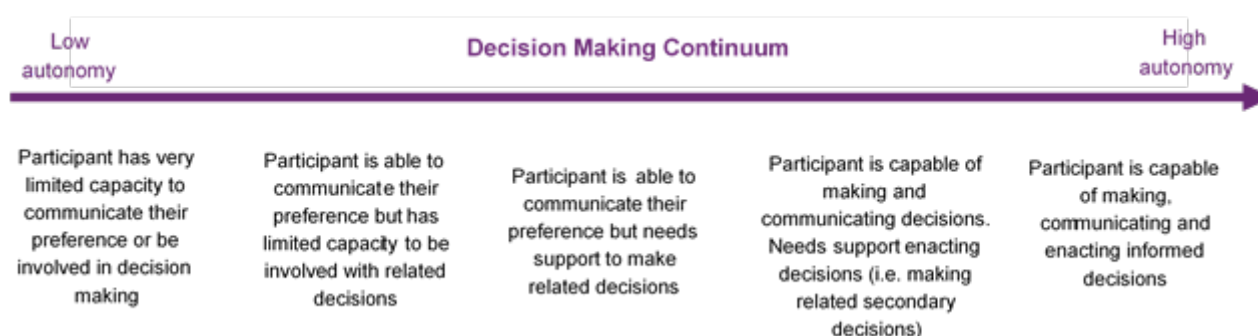 Low
autonomy
Decision Making Continuum
High
autonomy
Participant has very
limited capacity to
communicate their
preference or be
involved in decision
making
Participant is able to
communicate their
preference but has
limited capacity to be
involved with related
decisions
Participant is able to
communicate their
preference but needs
support to make
related decisions
Participant is capable of
making and
communicating decisions.
Needs support enacting
decisions (i.e. making
related secondary
decisions)
Participant is capable
of making,
communicating and
enacting informed
decisions